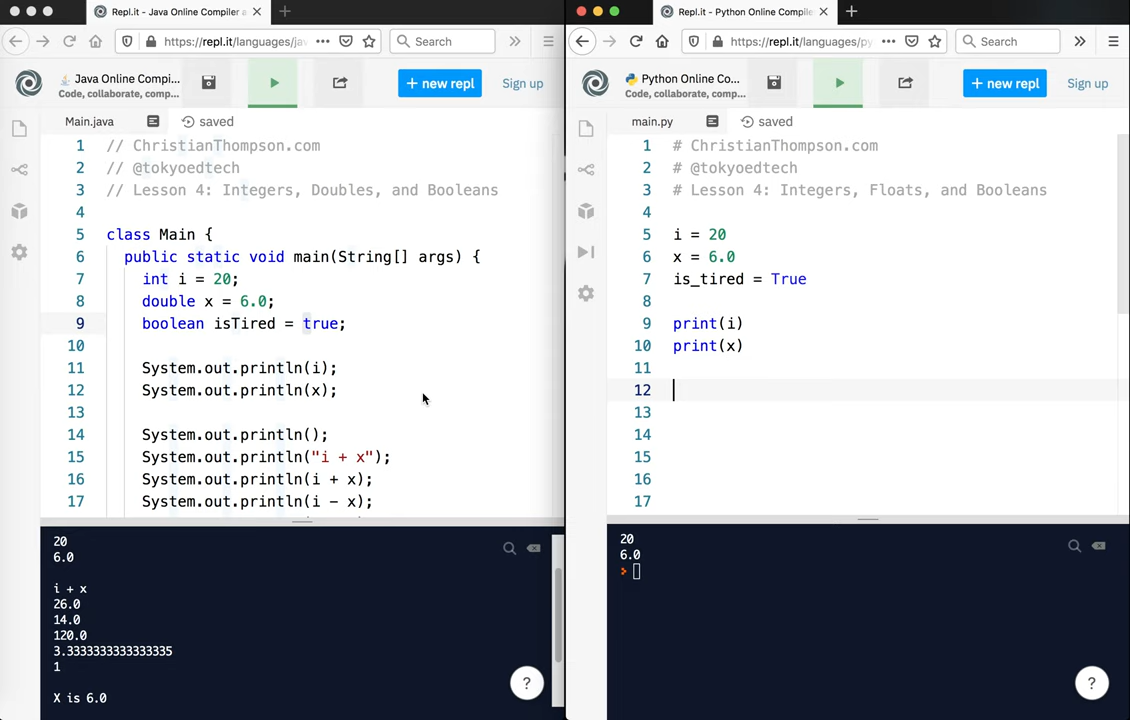 Repl.it - Java Online Compiler a
https://repl.it/languages/jav
Search
Java Online Compi...
Code, collaborate, comp...
+ new repl
Sign up
Main.java
saved
1 // ChristianThompson.com
2 // @tokyoedtech
3 // Lesson 4: Integers, Doubles, and Booleans
4
5 class Main {
6 public static void main(String[] args) {
7 int i = 20;
8 double x = 6.0;
9 boolean isTired = true;
10
11 System.out.println(i);
12 System.out.println(x);
13
14 System.out.println();
15 System.out.println("i + x");
16 System.out.println(i + x);
17 System.out.println(i - x);
20
6.0
i + x
26.0
14.0
120.0
3.3333333333333335
1
X is 6.0
?
Repl.it - Python Online Compile
https://repl.it/languages/py
Search
Python Online Co...
Code, collaborate, comp...
+ new repl
Sign up
main.py
saved
1 # ChristianThompson.com
2 # @tokyoedtech
3 # Lesson 4: Integers, Floats, and Booleans
4
5 i = 20
6 x = 6.0
7 is_tired = True
8
9 print(i)
10 print(x)
11
12
13
14
15
16
17
20
6.0
?